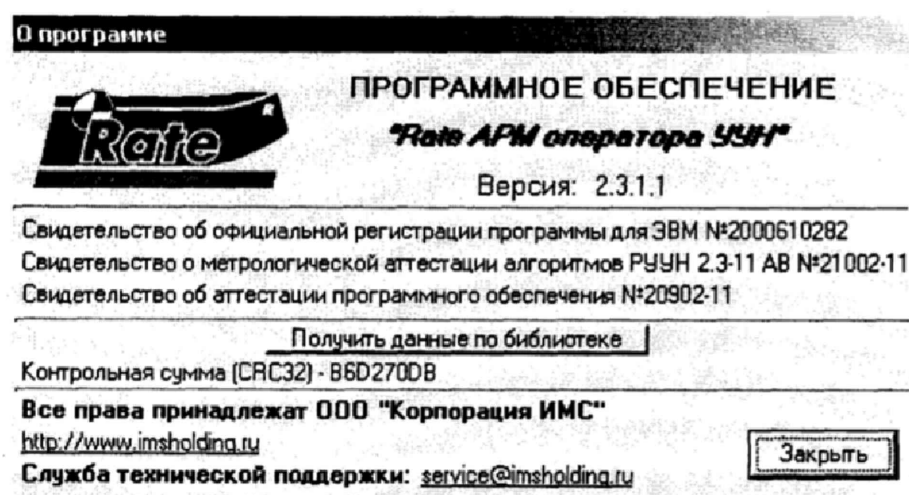 О программе
Rate
R
ПРОГРАММНОЕ ОБЕСПЕЧЕНИЕ
"Rate АРМ оператора УУН"
Версия: 2.3.1.1
Свидетельство об официальной регистрации программы для ЭВМ №2000610282
Свидетельство о метрологической аттестации алгоритмов РУУН 2.3-11 АВ №21002-11
Свидетельство об аттестации программного обеспечения №20902-11
Получить данные по библиотеке
Контрольная сумма (CRC32) - B6D270DB
Все права принадлежат ООО "Корпорация ИМС"
http://www.imsholding.ru
Закрыть
Служба технической поддержки: service@imsholding.ru